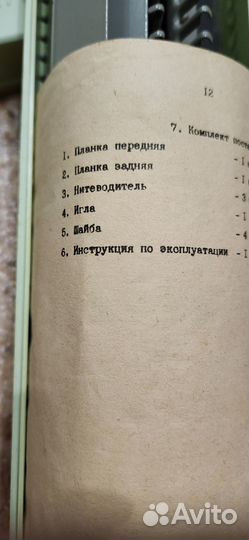 12
7. Комплект
1. Планка передняя - 1
2. Планка задняя - 1
3. Нитеводитель - 3
4. Игла - 1
5. Шайба - 4
6. Инструкция по эксплуатации - 1
Avito